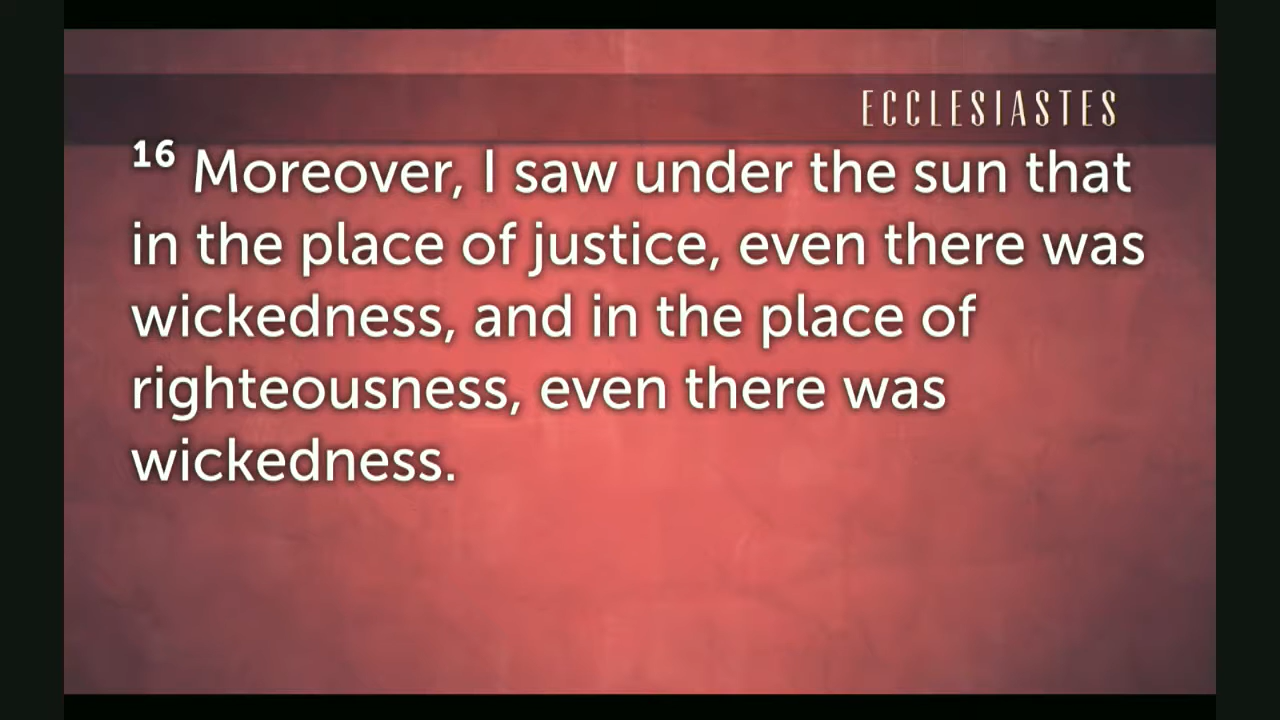 ECCLESIASTES
16 Moreover, I saw under the sun that
in the place of justice, even there was
wickedness, and in the place of
righteousness, even there was
wickedness.